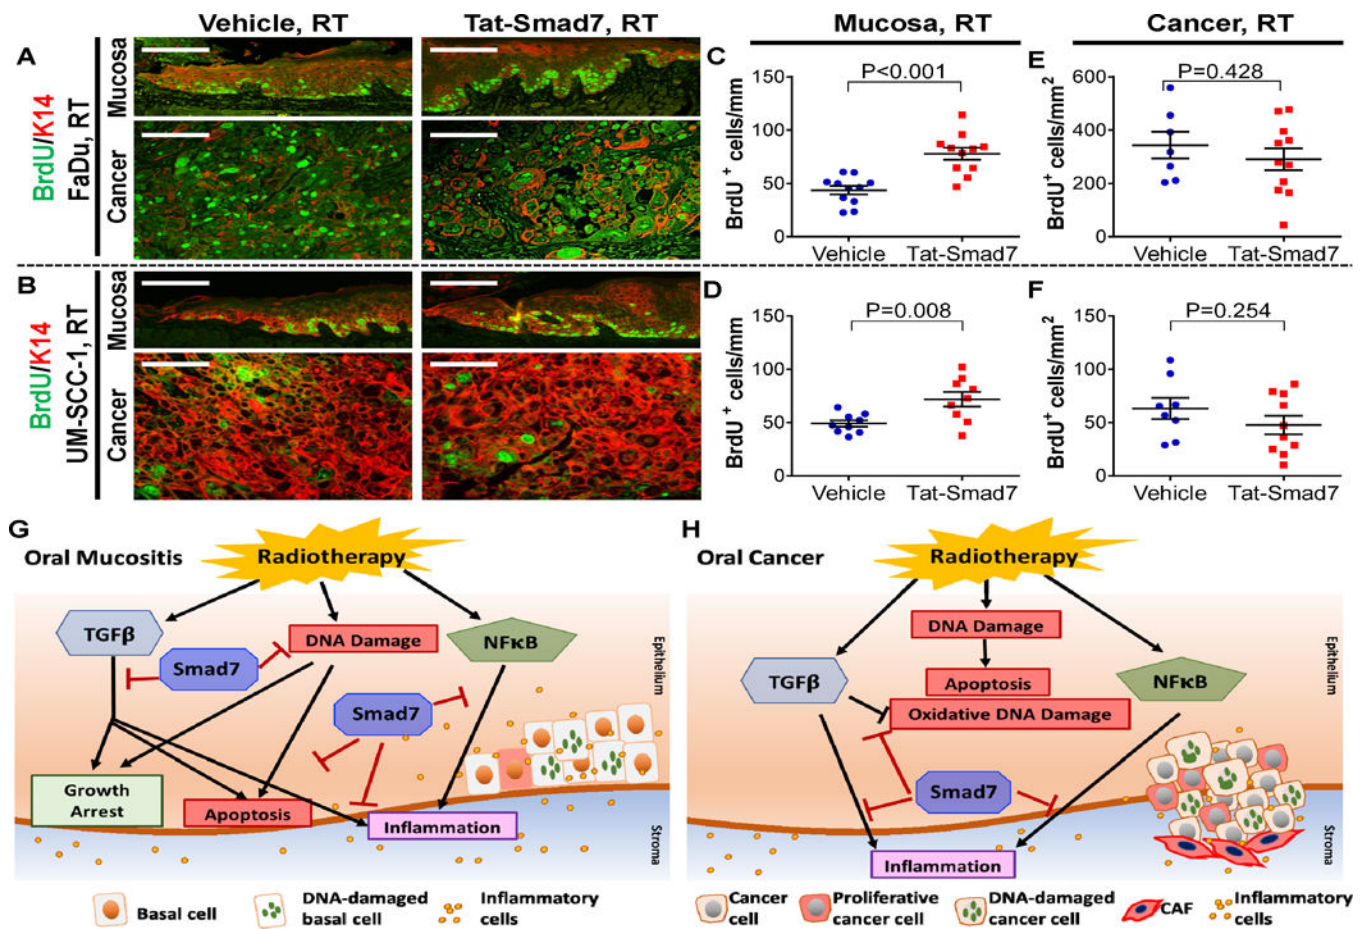 Vehicle, RT
Tat-Smad7, RT
Mucosa, RT
Cancer, RT
A
BrdU/K14
FaDu, RT
Mucosa
Cancer
C
BrdU⁺ cells/mm
150
100
50
0
P<0.001
Vehicle
Tat-Smad7
E
BrdU⁺ cells/mm²
600
400
200
0
P=0.428
Vehicle
Tat-Smad7
B
BrdU/K14
UM-SCC-1, RT
Mucosa
Cancer
D
BrdU⁺ cells/mm
150
100
50
0
P=0.008
Vehicle
Tat-Smad7
F
BrdU⁺ cells/mm²
150
100
50
0
P=0.254
Vehicle
Tat-Smad7
G
Oral Mucositis
Radiotherapy
TGFβ
DNA Damage
NFκB
Smad7
Smad7
Growth
Arrest
Apoptosis
Inflammation
Epithelium
Stroma
Basal cell
DNA-damaged
basal cell
Inflammatory
cells
H
Oral Cancer
Radiotherapy
DNA Damage
TGFβ
Apoptosis
NFκB
Oxidative DNA Damage
Smad7
Inflammation
Epithelium
Stroma
Cancer
cell
Proliferative
cancer cell
DNA-damaged
cancer cell
CAF
Inflammatory
cells